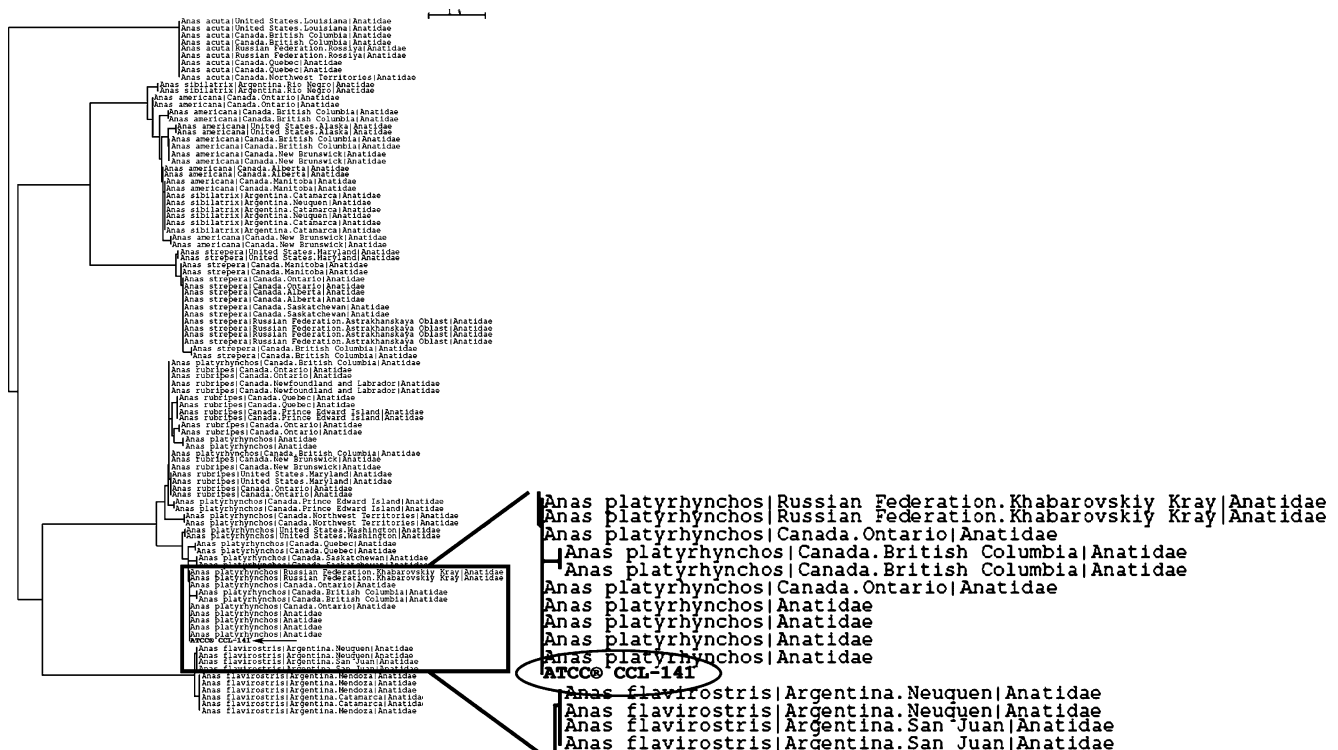 Anas acuta|United States.Louisiana|Anatidae
Anas acuta|United States.Louisiana|Anatidae
Anas acuta|Canada.British Columbia|Anatidae
Anas acuta|Canada.British Columbia|Anatidae
Anas acuta|Russian Federation.Rossiya|Anatidae
Anas acuta|Russian Federation.Rossiya|Anatidae
Anas acuta|Canada.Quebec|Anatidae
Anas acuta|Canada.Quebec|Anatidae
Anas acuta|Canada.Northwest Territories|Anatidae
Anas sibilatrix|Argentina.Rio Negro|Anatidae
Anas sibilatrix|Argentina.Rio Negro|Anatidae
Anas americana|Canada.Ontario|Anatidae
Anas americana|Canada.Ontario|Anatidae
Anas americana|Canada.British Columbia|Anatidae
Anas americana|Canada.British Columbia|Anatidae
Anas americana|United States.Alaska|Anatidae
Anas americana|United States.Alaska|Anatidae
Anas americana|Canada.British Columbia|Anatidae
Anas americana|Canada.British Columbia|Anatidae
Anas americana|Canada.New Brunswick|Anatidae
Anas americana|Canada.New Brunswick|Anatidae
Anas americana|Canada.Alberta|Anatidae
Anas americana|Canada.Alberta|Anatidae
Anas americana|Canada.Manitoba|Anatidae
Anas americana|Canada.Manitoba|Anatidae
Anas sibilatrix|Argentina.Catamarca|Anatidae
Anas sibilatrix|Argentina.Neuquen|Anatidae
Anas sibilatrix|Argentina.Catamarca|Anatidae
Anas sibilatrix|Argentina.Neuquen|Anatidae
Anas sibilatrix|Argentina.Catamarca|Anatidae
Anas sibilatrix|Argentina.Catamarca|Anatidae
Anas americana|Canada.New Brunswick|Anatidae
Anas americana|Canada.New Brunswick|Anatidae
Anas strepera|United States.Maryland|Anatidae
Anas strepera|United States.Maryland|Anatidae
Anas strepera|Canada.Manitoba|Anatidae
Anas strepera|Canada.Manitoba|Anatidae
Anas strepera|Canada.Ontario|Anatidae
Anas strepera|Canada.Ontario|Anatidae
Anas strepera|Canada.Alberta|Anatidae
Anas strepera|Canada.Alberta|Anatidae
Anas strepera|Canada.Saskatchewan|Anatidae
Anas strepera|Canada.Saskatchewan|Anatidae
Anas strepera|Russian Federation.Astrakhanskaya Oblast|Anatidae
Anas strepera|Russian Federation.Astrakhanskaya Oblast|Anatidae
Anas strepera|Russian Federation.Astrakhanskaya Oblast|Anatidae
Anas strepera|Russian Federation.Astrakhanskaya Oblast|Anatidae
Anas strepera|Canada.British Columbia|Anatidae
Anas strepera|Canada.British Columbia|Anatidae
Anas platyrhynchos|Canada.British Columbia|Anatidae
Anas rubripes|Canada.Ontario|Anatidae
Anas rubripes|Canada.Ontario|Anatidae
Anas rubripes|Canada.Newfoundland and Labrador|Anatidae
Anas rubripes|Canada.Newfoundland and Labrador|Anatidae
Anas rubripes|Canada.Quebec|Anatidae
Anas rubripes|Canada.Quebec|Anatidae
Anas rubripes|Canada.Prince Edward Island|Anatidae
Anas rubripes|Canada.Prince Edward Island|Anatidae
Anas rubripes|Canada.Ontario|Anatidae
Anas rubripes|Canada.Ontario|Anatidae
Anas platyrhynchos|Anatidae
Anas platyrhynchos|Anatidae
Anas platyrhynchos|Canada.British Columbia|Anatidae
Anas rubripes|Canada.New Brunswick|Anatidae
Anas rubripes|Canada.New Brunswick|Anatidae
Anas rubripes|United States.Maryland|Anatidae
Anas rubripes|United States.Maryland|Anatidae
Anas rubripes|Canada.Ontario|Anatidae
Anas rubripes|Canada.Ontario|Anatidae
Anas platyrhynchos|Canada.Prince Edward Island|Anatidae
Anas platyrhynchos|Canada.Prince Edward Island|Anatidae
Anas platyrhynchos|Canada.Northwest Territories|Anatidae
Anas platyrhynchos|Canada.Northwest Territories|Anatidae
Anas platyrhynchos|United States.Washington|Anatidae
Anas platyrhynchos|United States.Washington|Anatidae
Anas platyrhynchos|Canada.Quebec|Anatidae
Anas platyrhynchos|Canada.Quebec|Anatidae
Anas platyrhynchos|Canada.Saskatchewan|Anatidae
Anas platyrhynchos|Russian Federation.Khabarovskiy Kray|Anatidae
Anas platyrhynchos|Russian Federation.Khabarovskiy Kray|Anatidae
Anas platyrhynchos|Canada.Ontario|Anatidae
Anas platyrhynchos|Canada.British Columbia|Anatidae
Anas platyrhynchos|Canada.British Columbia|Anatidae
Anas platyrhynchos|Canada.Ontario|Anatidae
Anas platyrhynchos|Anatidae
Anas platyrhynchos|Anatidae
Anas platyrhynchos|Anatidae
Anas platyrhynchos|Anatidae
ATCC® CCL-141
Anas flavirostris|Argentina.Neuquen|Anatidae
Anas flavirostris|Argentina.Neuquen|Anatidae
Anas flavirostris|Argentina.San Juan|Anatidae
Anas flavirostris|Argentina.San Juan|Anatidae
Anas flavirostris|Argentina.Mendoza|Anatidae
Anas flavirostris|Argentina.Mendoza|Anatidae
Anas flavirostris|Argentina.Mendoza|Anatidae
Anas flavirostris|Argentina.Catamarca|Anatidae
Anas flavirostris|Argentina.Catamarca|Anatidae
Anas flavirostris|Argentina.Mendoza|Anatidae
Anas platyrhynchos|Russian Federation.Khabarovskiy Kray|Anatidae
Anas platyrhynchos|Russian Federation.Khabarovskiy Kray|Anatidae
Anas platyrhynchos|Canada.Ontario|Anatidae
Anas platyrhynchos|Canada.British Columbia|Anatidae
Anas platyrhynchos|Canada.British Columbia|Anatidae
Anas platyrhynchos|Canada.Ontario|Anatidae
Anas platyrhynchos|Anatidae
Anas platyrhynchos|Anatidae
Anas platyrhynchos|Anatidae
Anas platyrhynchos|Anatidae
ATCC® CCL-141
Anas flavirostris|Argentina.Neuquen|Anatidae
Anas flavirostris|Argentina.Neuquen|Anatidae
Anas flavirostris|Argentina.San Juan|Anatidae
Anas flavirostris|Argentina.San Juan|Anatidae